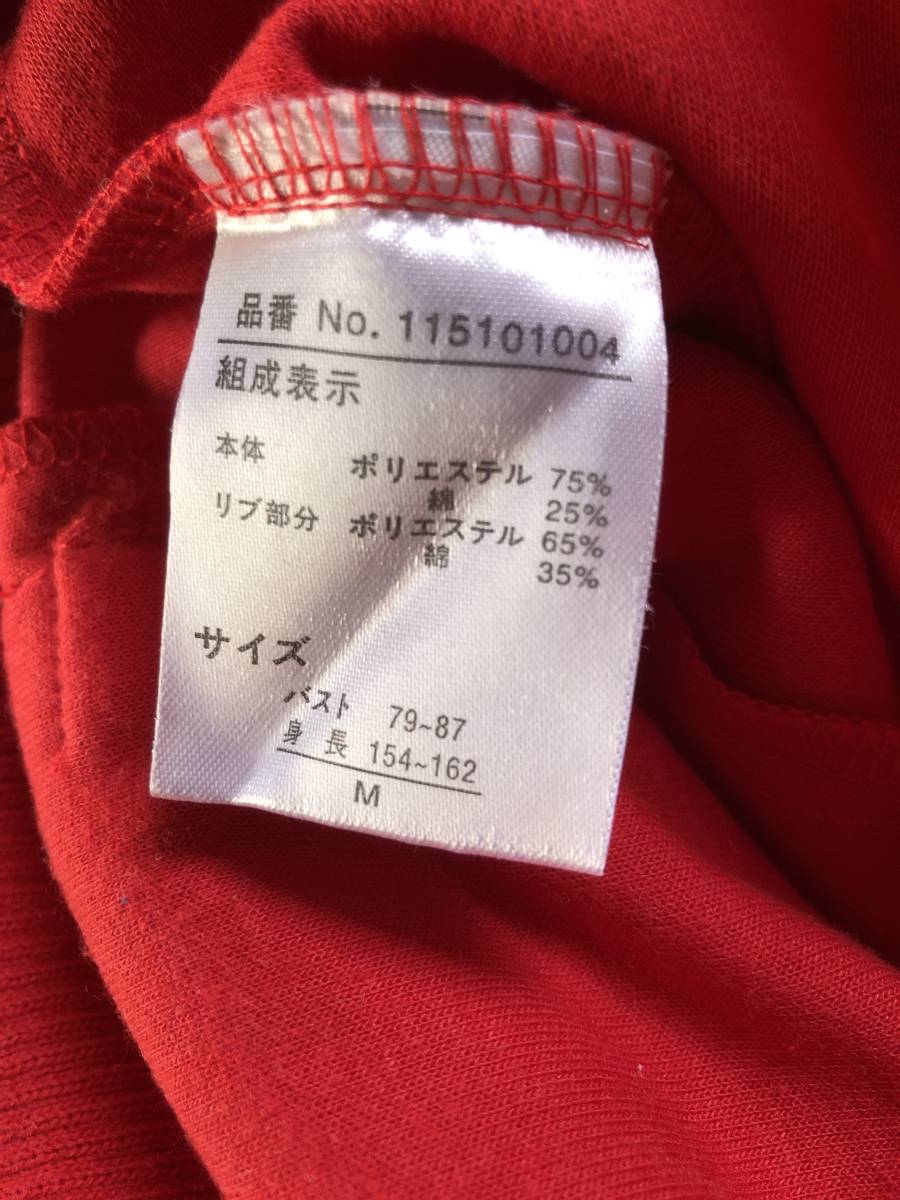 品番 No. 115101004
組成表示
本体 ポリエステル 75%
綿 25%
リブ部分 ポリエステル 65%
綿 35%
サイズ
バスト 79~87
身長 154~162
M